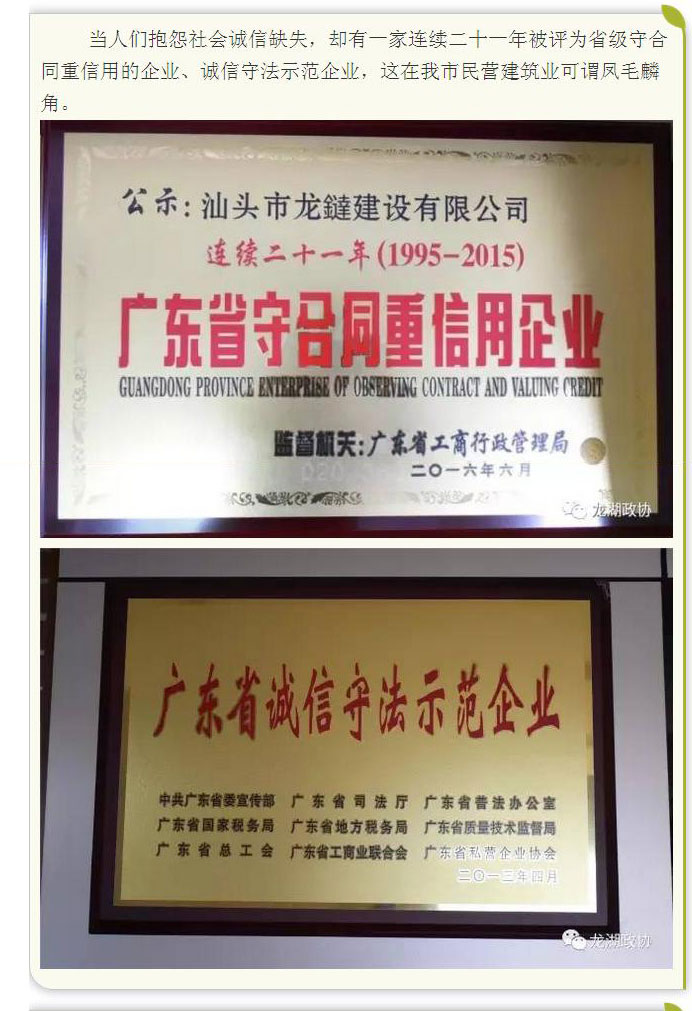 当人们抱怨社会诚信缺失，却有一家连续二十一年被评为省级守合
同重信用的企业、诚信守法示范企业，这在我市民营建筑业可谓凤毛麟
角。
公示：汕头市龙鐽建设有限公司
连续二十一年(1995-2015)
广东省守合同重信用企业
GUANGDONG PROVINCE ENTERPRISE OF OBSERVING CONTRACT AND VALUING CREDIT
监督机关：广东省工商行政管理局
二〇一六年六月
龙湖政协
广东省诚信守法示范企业
中共广东省委宣传部 广东省司法厅 广东省普法办公室
广东省国家税务局 广东省地方税务局 广东省质量技术监督局
广东省总工会 广东省工商业联合会 广东省私营企业协会
二〇一三年四月
龙湖政协